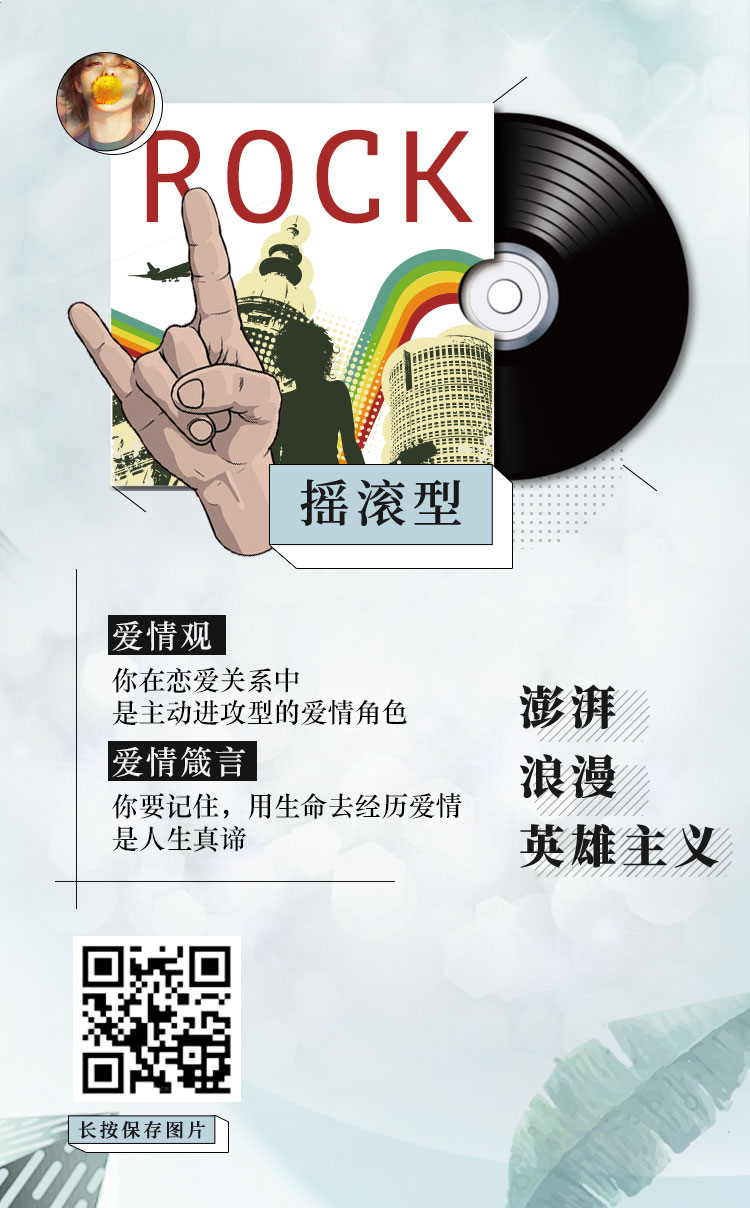 ROCK
摇滚型
爱情观
你在恋爱关系中
是主动进攻型的爱情角色
爱情箴言
你要记住，用生命去经历爱情
是人生真谛
澎湃
浪漫
英雄主义
长按保存图片